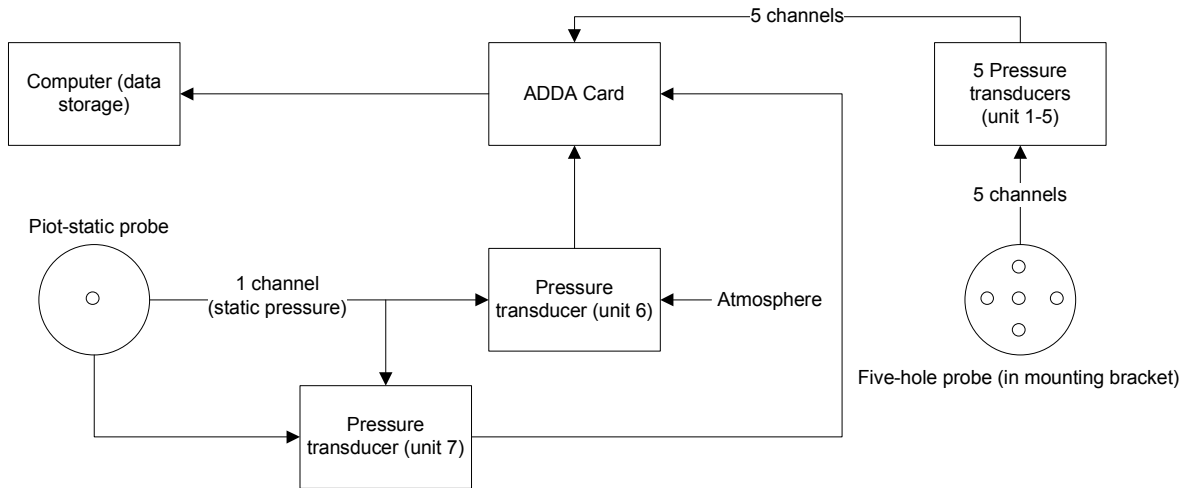 5 channels
Computer (data
storage)
ADDA Card
5 Pressure
transducers
(unit 1-5)
5 channels
Piot-static probe
1 channel
(static pressure)
Pressure
transducer (unit 6)
Atmosphere
Five-hole probe (in mounting bracket)
Pressure
transducer (unit 7)